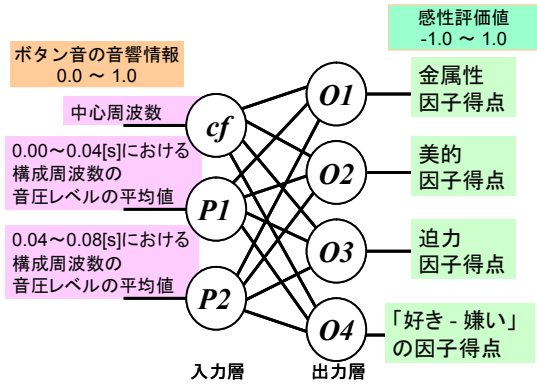 ボタン音の音響情報
0.0 ～ 1.0
感性評価値
-1.0 ～ 1.0
中心周波数
0.00～0.04[s]における
構成周波数の
音圧レベルの平均値
0.04～0.08[s]における
構成周波数の
音圧レベルの平均値
cf
P1
P2
O1
O2
O3
O4
金属性
因子得点
美的
因子得点
迫力
因子得点
「好き - 嫌い」
の因子得点
入力層
出力層